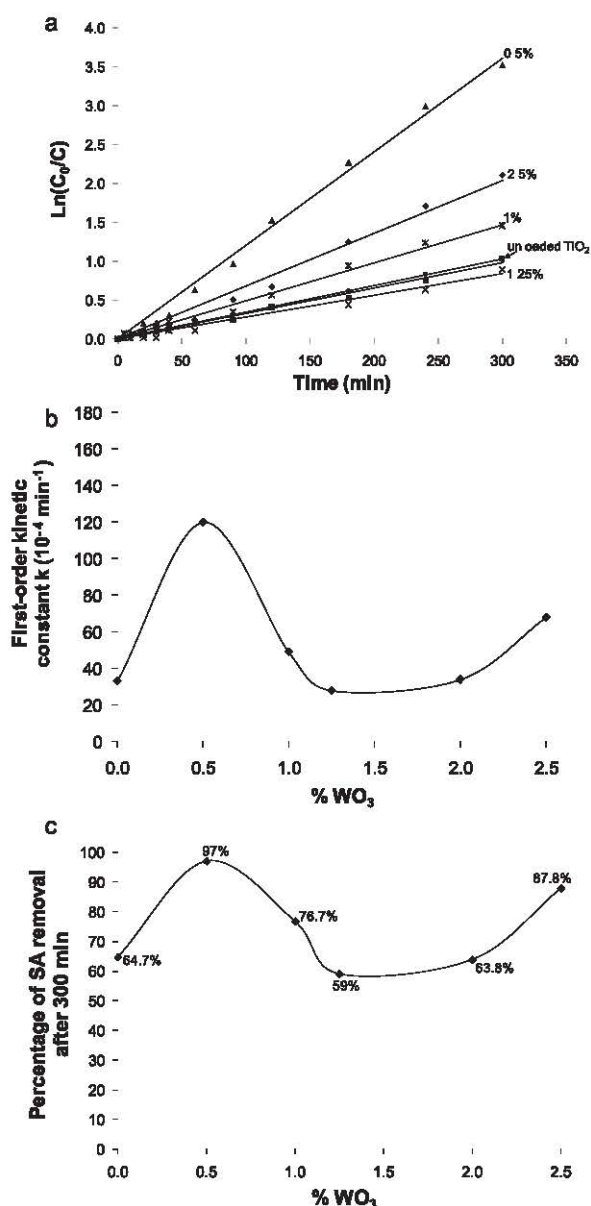 a
4.0
3.5
3.0
2.5
2.0
1.5
1.0
0.5
0.0
Ln(C₀/C)
0 5%
2 5%
1%
un oaded TiO₂
1 25%
0 50 100 150 200 250 300 350
Time (min)
b
180
160
140
120
100
80
60
40
20
0
First-order kinetic
constant k (10⁻⁴ min⁻¹)
0.0 0.5 1.0 1.5 2.0 2.5
% WO₃
c
100
90
80
70
60
50
40
30
20
10
0
Percentage of SA removal
after 300 min
97%
87.8%
76.7%
64.7%
59%
63.8%
0.0 0.5 1.0 1.5 2.0 2.5
% WO₃